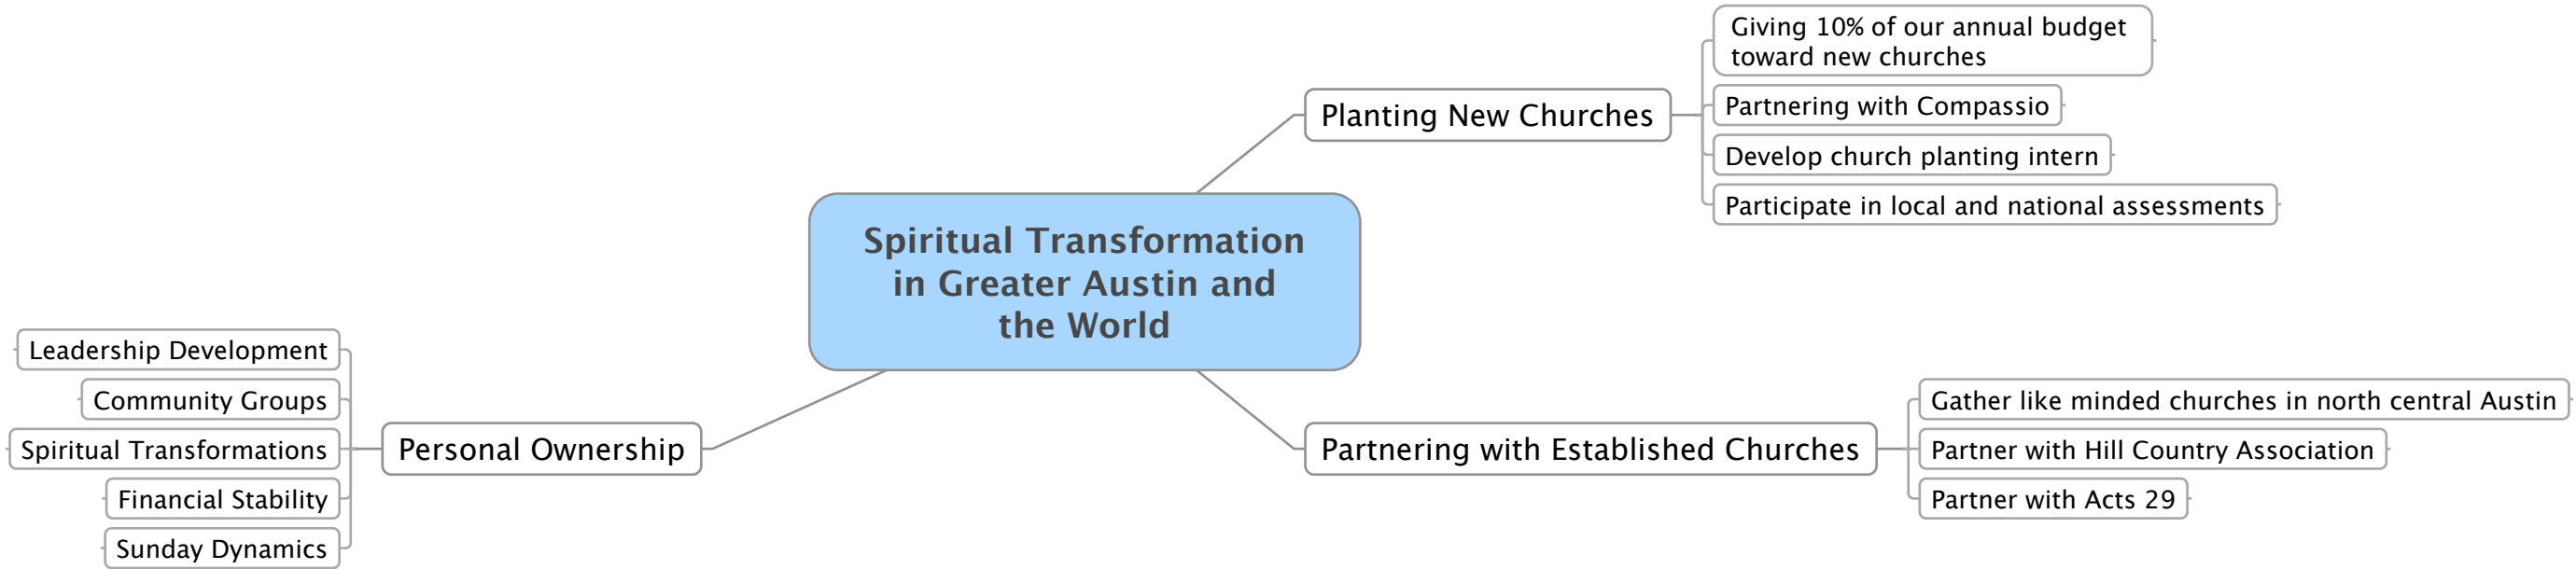 Giving 10% of our annual budget
toward new churches
Planting New Churches
Partnering with Compassio
Develop church planting intern
Participate in local and national assessments
Spiritual Transformation
in Greater Austin and
the World
Leadership Development
Community Groups
Spiritual Transformations
Financial Stability
Sunday Dynamics
Personal Ownership
Partnering with Established Churches
Gather like minded churches in north central Austin
Partner with Hill Country Association
Partner with Acts 29